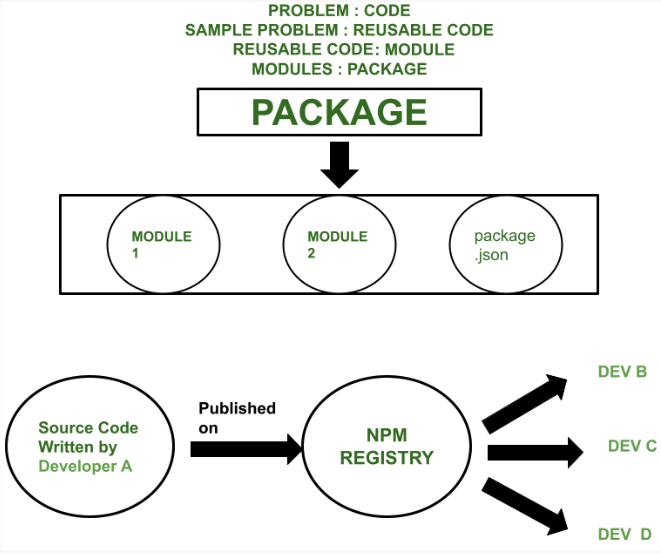 PROBLEM : CODE
SAMPLE PROBLEM : REUSABLE CODE
REUSABLE CODE: MODULE
MODULES : PACKAGE
PACKAGE
MODULE
1
MODULE
2
package
.json
Source Code
Written by
Developer A
Published
on
NPM
REGISTRY
DEV B
DEV C
DEV  D